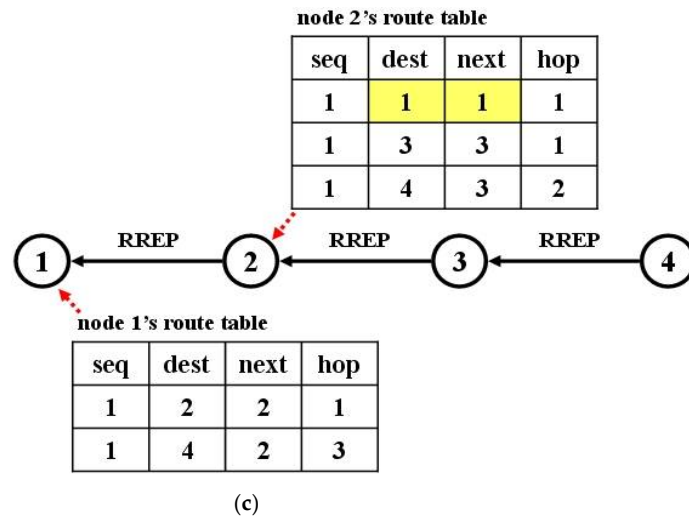 node 2’s route table
seq dest next hop
1 1 1 1
1 3 3 1
1 4 3 2
RREP RREP RREP
1 2 3 4
node 1’s route table
seq dest next hop
1 2 2 1
1 4 2 3
(c)